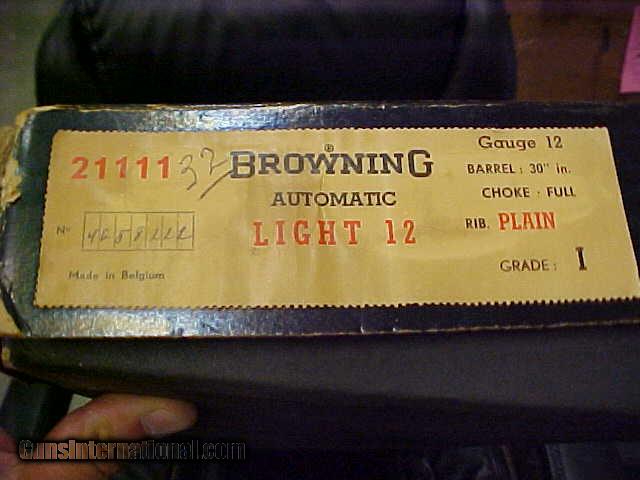 21111 32 BROWNING®
AUTOMATIC
LIGHT 12
Gauge 12
BARREL : 30" in.
CHOKE : FULL
RIB. PLAIN
GRADE : I
No
Made in Belgium
GunsInternational.com